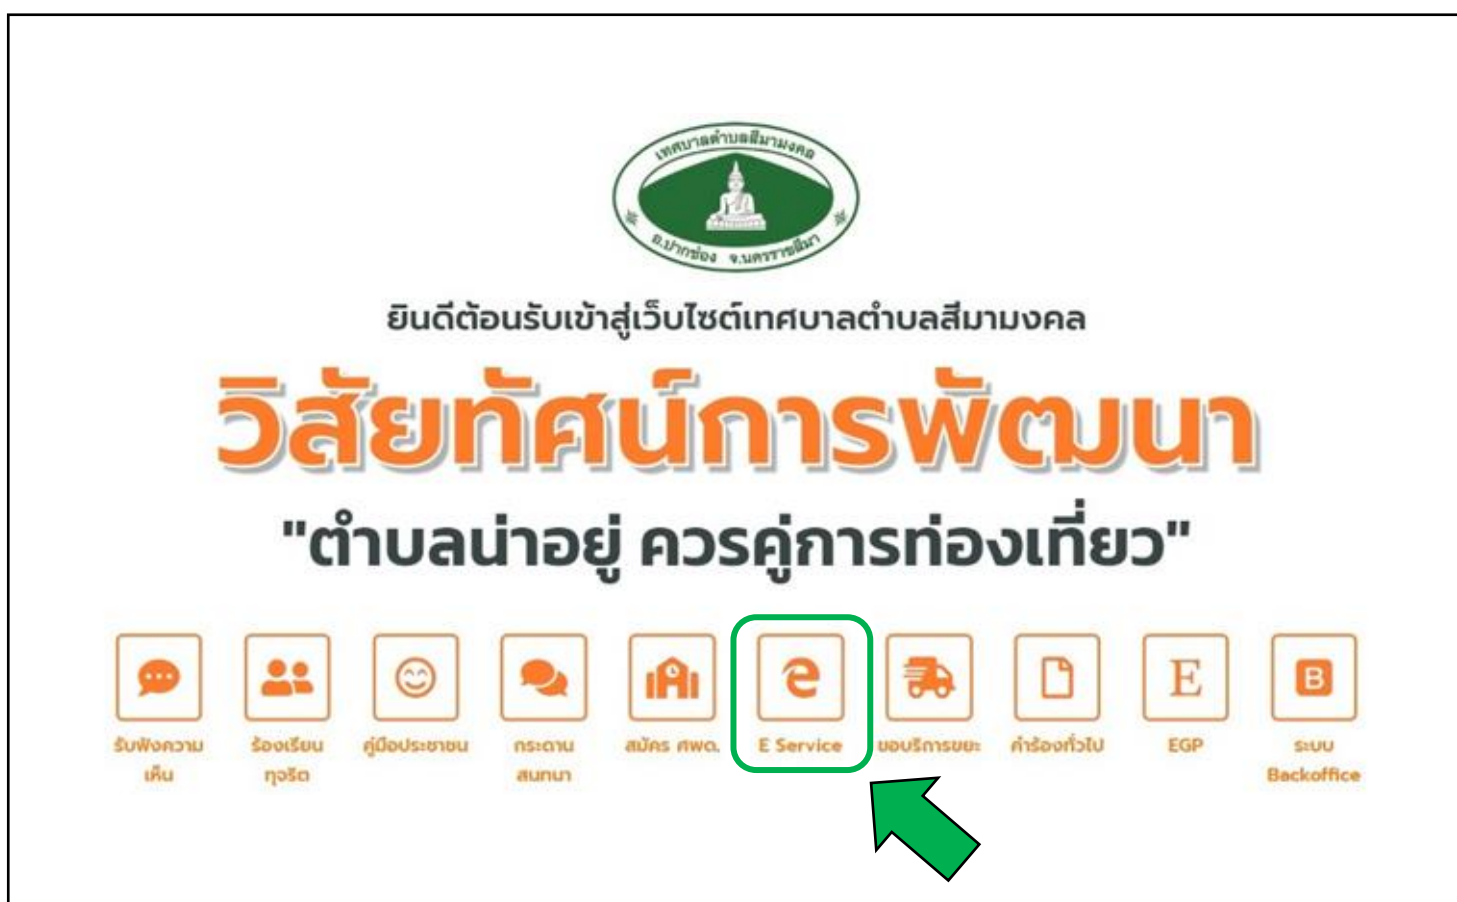 เทศบาลตำบลสีมามงคล
อ.ปากช่อง จ.นครราชสีมา
ยินดีต้อนรับเข้าสู่เว็บไซต์เทศบาลตำบลสีมามงคล
วิสัยทัศน์การพัฒนา
"ตำบลน่าอยู่ ควรคู่การท่องเที่ยว"
รับฟังความ
เห็น
ร้องเรียน
ทุจริต
คู่มือประชาชน
กระดาน
สนทนา
สมัคร ศพด.
E Service
ขอบริการขยะ
คำร้องทั่วไป
E
EGP
B
ระบบ
Backoffice